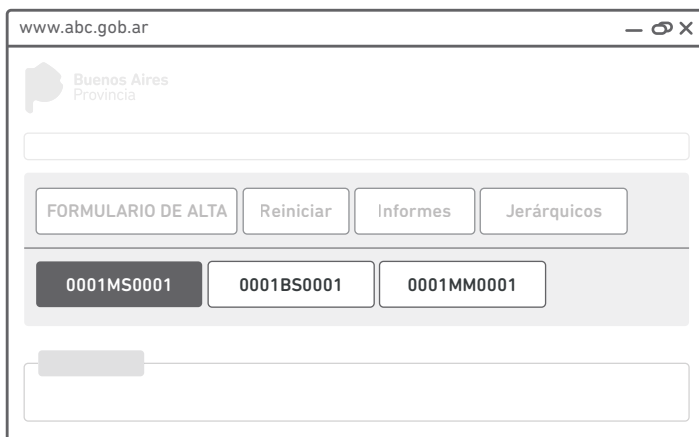 www.abc.gob.ar
Buenos Aires
Provincia
FORMULARIO DE ALTA Reiniciar Informes Jerárquicos
0001MS0001 0001BS0001 0001MM0001